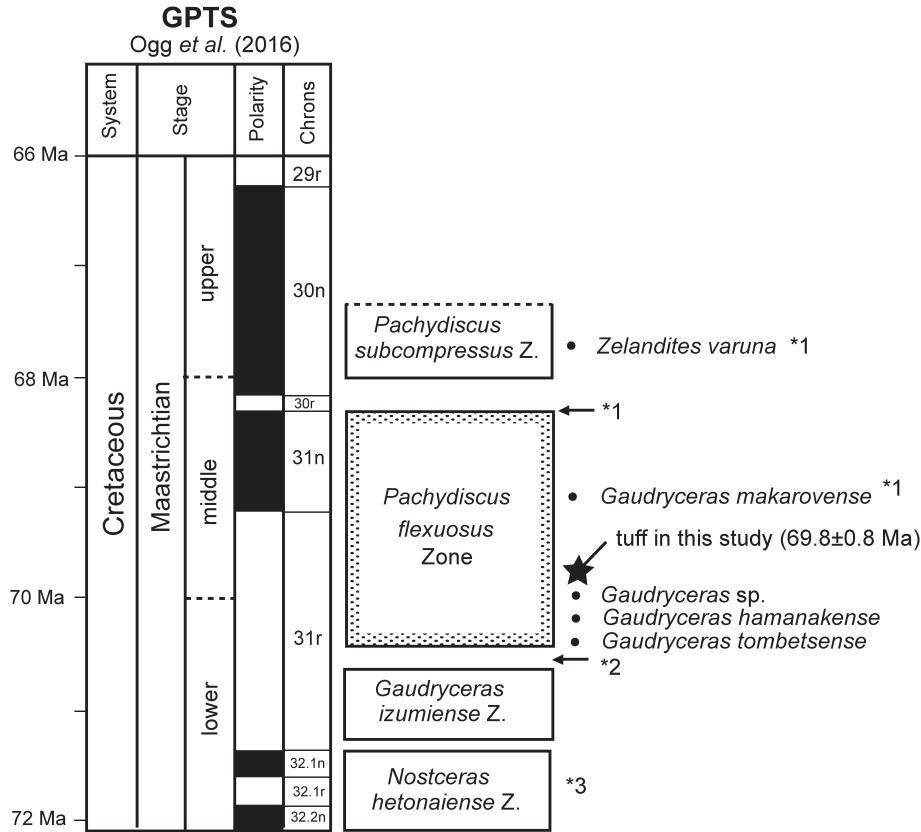 GPTS
Ogg et al. (2016)
System
Stage
Polarity
Chrons
66 Ma
68 Ma
70 Ma
72 Ma
Cretaceous
Maastrichtian
upper
middle
lower
29r
30n
30r
31n
31r
32.1n
32.1r
32.2n
Pachydiscus
subcompressus Z.
Zelandites varuna *1
*1
Pachydiscus
flexuosus
Zone
Gaudryceras makarovense *1
tuff in this study (69.8±0.8 Ma)
Gaudryceras sp.
Gaudryceras hamanakense
Gaudryceras tombetsense
*2
Gaudryceras
izumiense Z.
Nostceras
hetonaiense Z.
*3